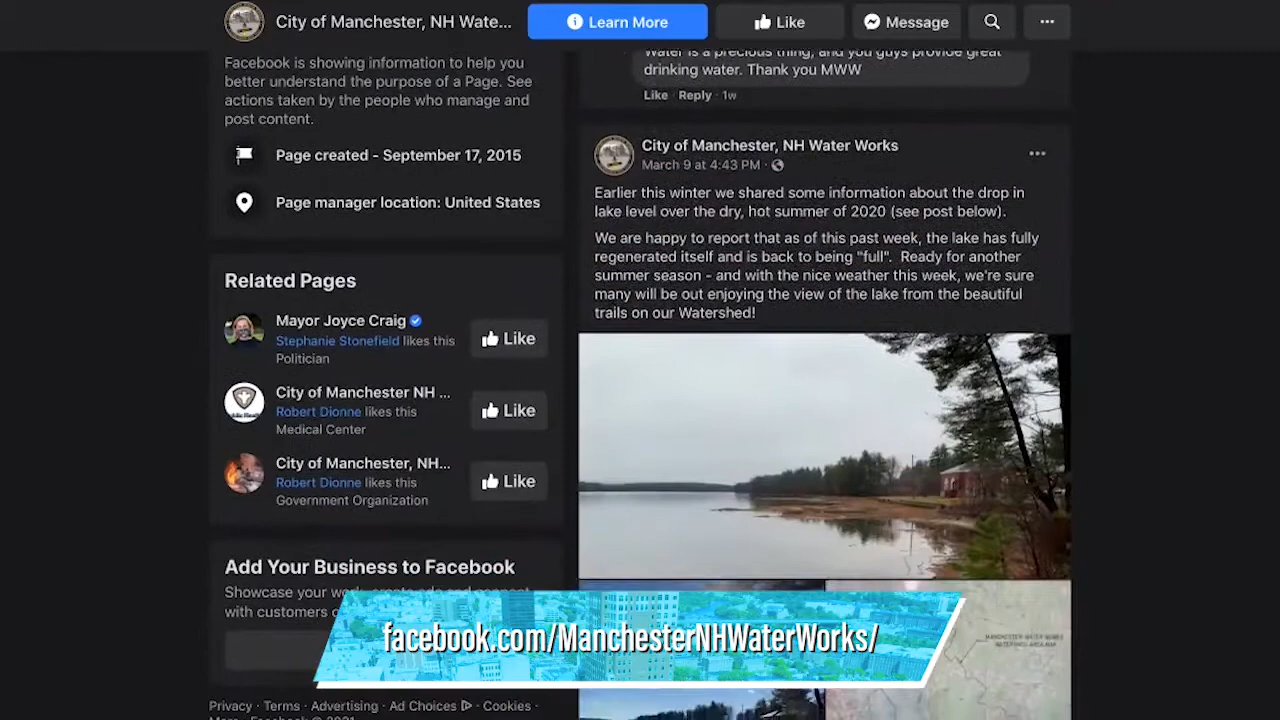 City of Manchester, NH Wate...
Learn More
Like
Message
Facebook is showing information to help you
better understand the purpose of a Page. See
actions taken by the people who manage and
post content.
Page created - September 17, 2015
Page manager location: United States
Related Pages
Mayor Joyce Craig
Stephanie Stonefield likes this
Politician
Like
City of Manchester NH ...
Robert Dionne likes this
Medical Center
Like
City of Manchester, NH...
Robert Dionne likes this
Government Organization
Like
Add Your Business to Facebook
Showcase your
with customers
Privacy · Terms · Advertising · Ad Choices · Cookies ·
More · Facebook © 2021
Water is a precious thing, and you guys provide great
drinking water. Thank you MWW
Like · Reply · 1w
City of Manchester, NH Water Works
March 9 at 4:43 PM ·
Earlier this winter we shared some information about the drop in
lake level over the dry, hot summer of 2020 (see post below).
We are happy to report that as of this past week, the lake has fully
regenerated itself and is back to being "full". Ready for another
summer season - and with the nice weather this week, we're sure
many will be out enjoying the view of the lake from the beautiful
trails on our Watershed!
MANCHESTER WATER WORKS
WATERSHED AREA MAP
facebook.com/ManchesterNHWaterWorks/